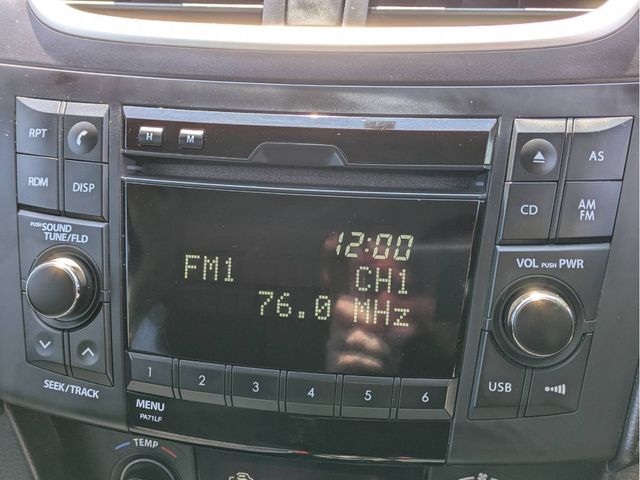 RPT
RDM
DISP
PUSH SOUND
TUNE/FLD
SEEK/TRACK
H M
12:00
FM1 CH1
76.0 MHz
1 2 3 4 5 6
MENU
PA71LF
TEMP
AS
CD
AM
FM
VOL PUSH PWR
USB